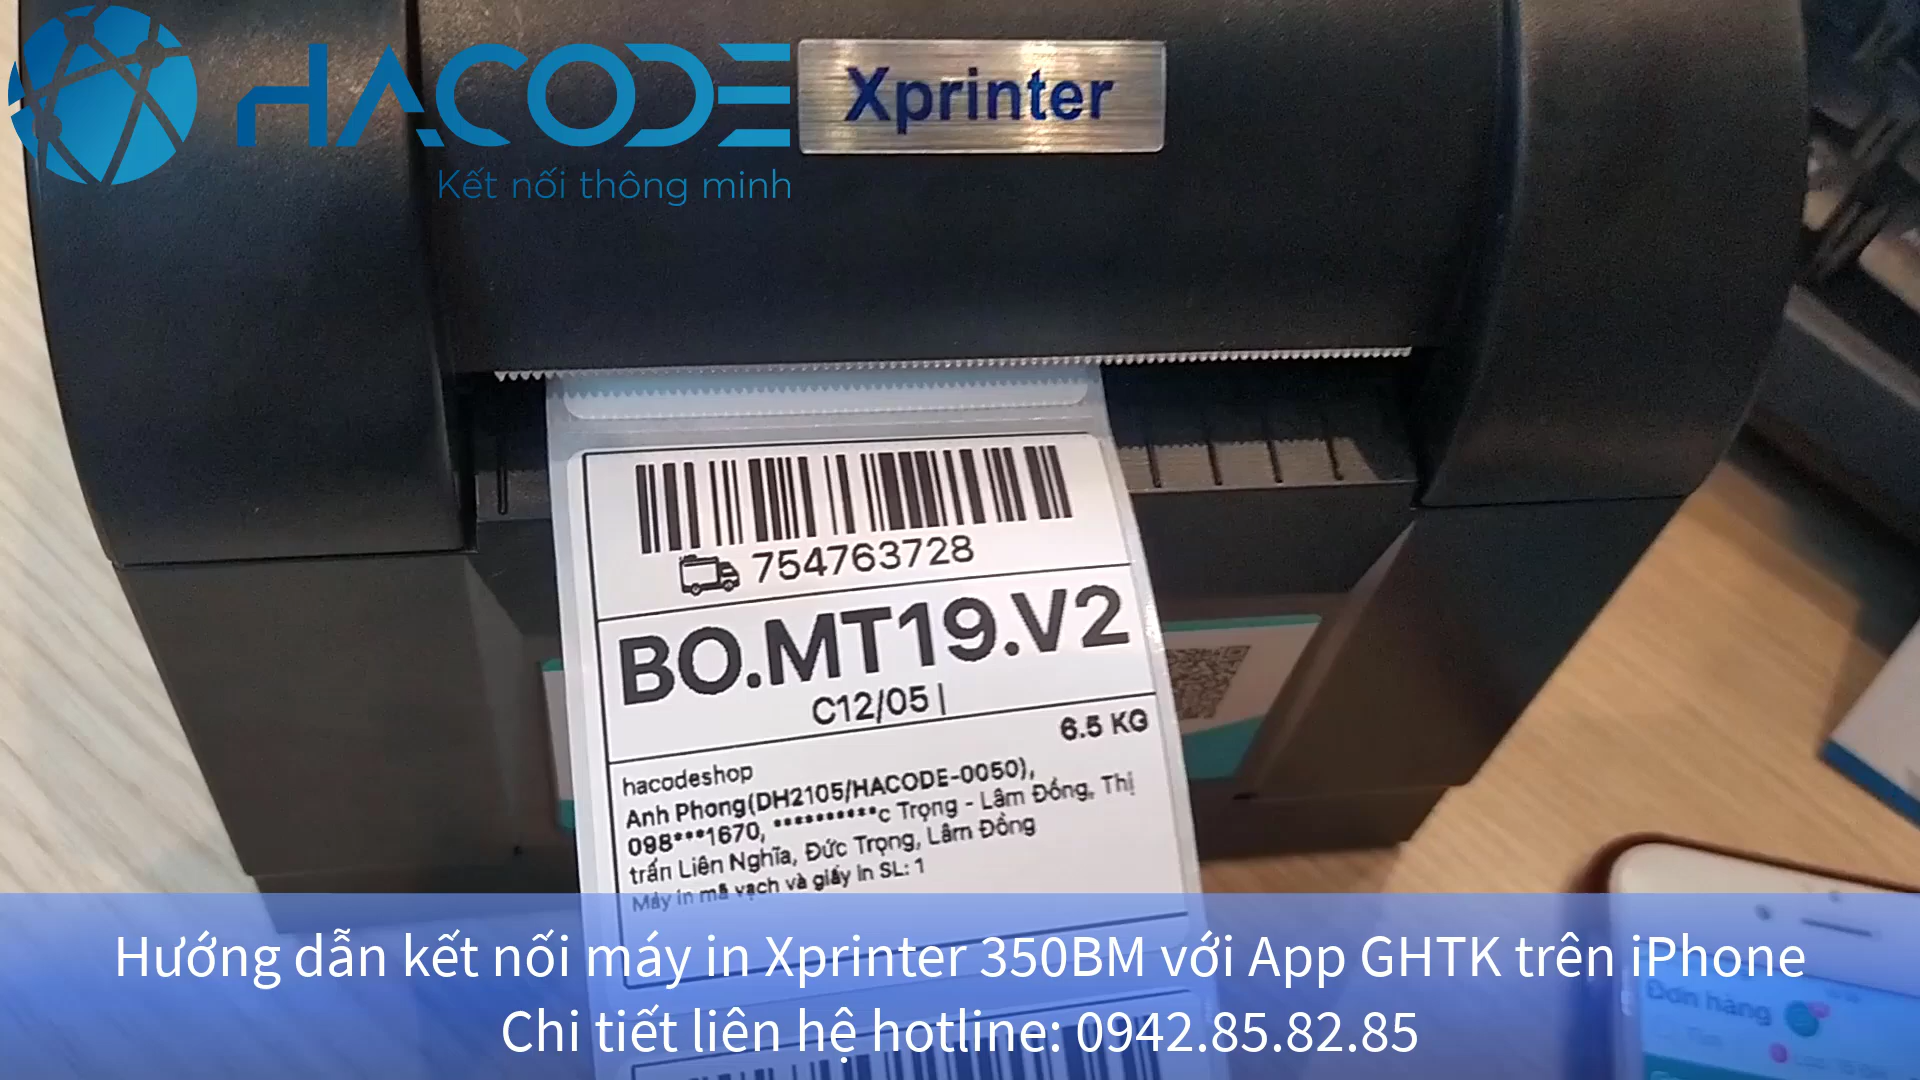 HACODE
Kết nối thông minh
Xprinter
754763728
BO.MT19.V2
C12/05 |
6.5 KG
hacodeshop
Anh Phong(DH2105/HACODE-0050),
098***1670, **********c Trọng - Lâm Đồng, Thị
trấn Liên Nghĩa, Đức Trọng, Lâm Đồng
Máy in mã vạch và giấy in SL: 1
Hướng dẫn kết nối máy in Xprinter 350BM với App GHTK trên iPhone
Chi tiết liên hệ hotline: 0942.85.82.85
Đơn hàng